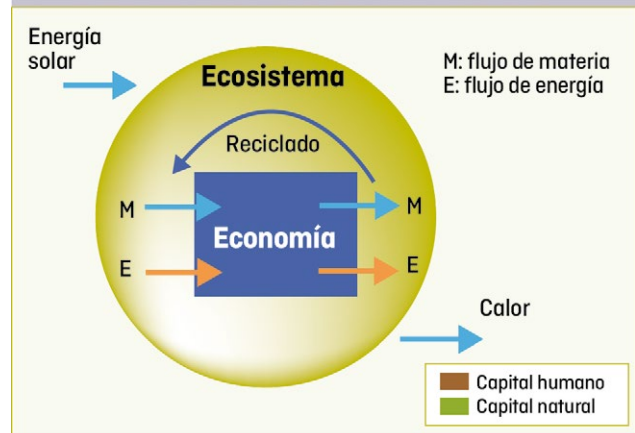 Energía
solar
Ecosistema
M: flujo de materia
E: flujo de energía
Reciclado
M
M
Economía
E
E
Calor
Capital humano
Capital natural